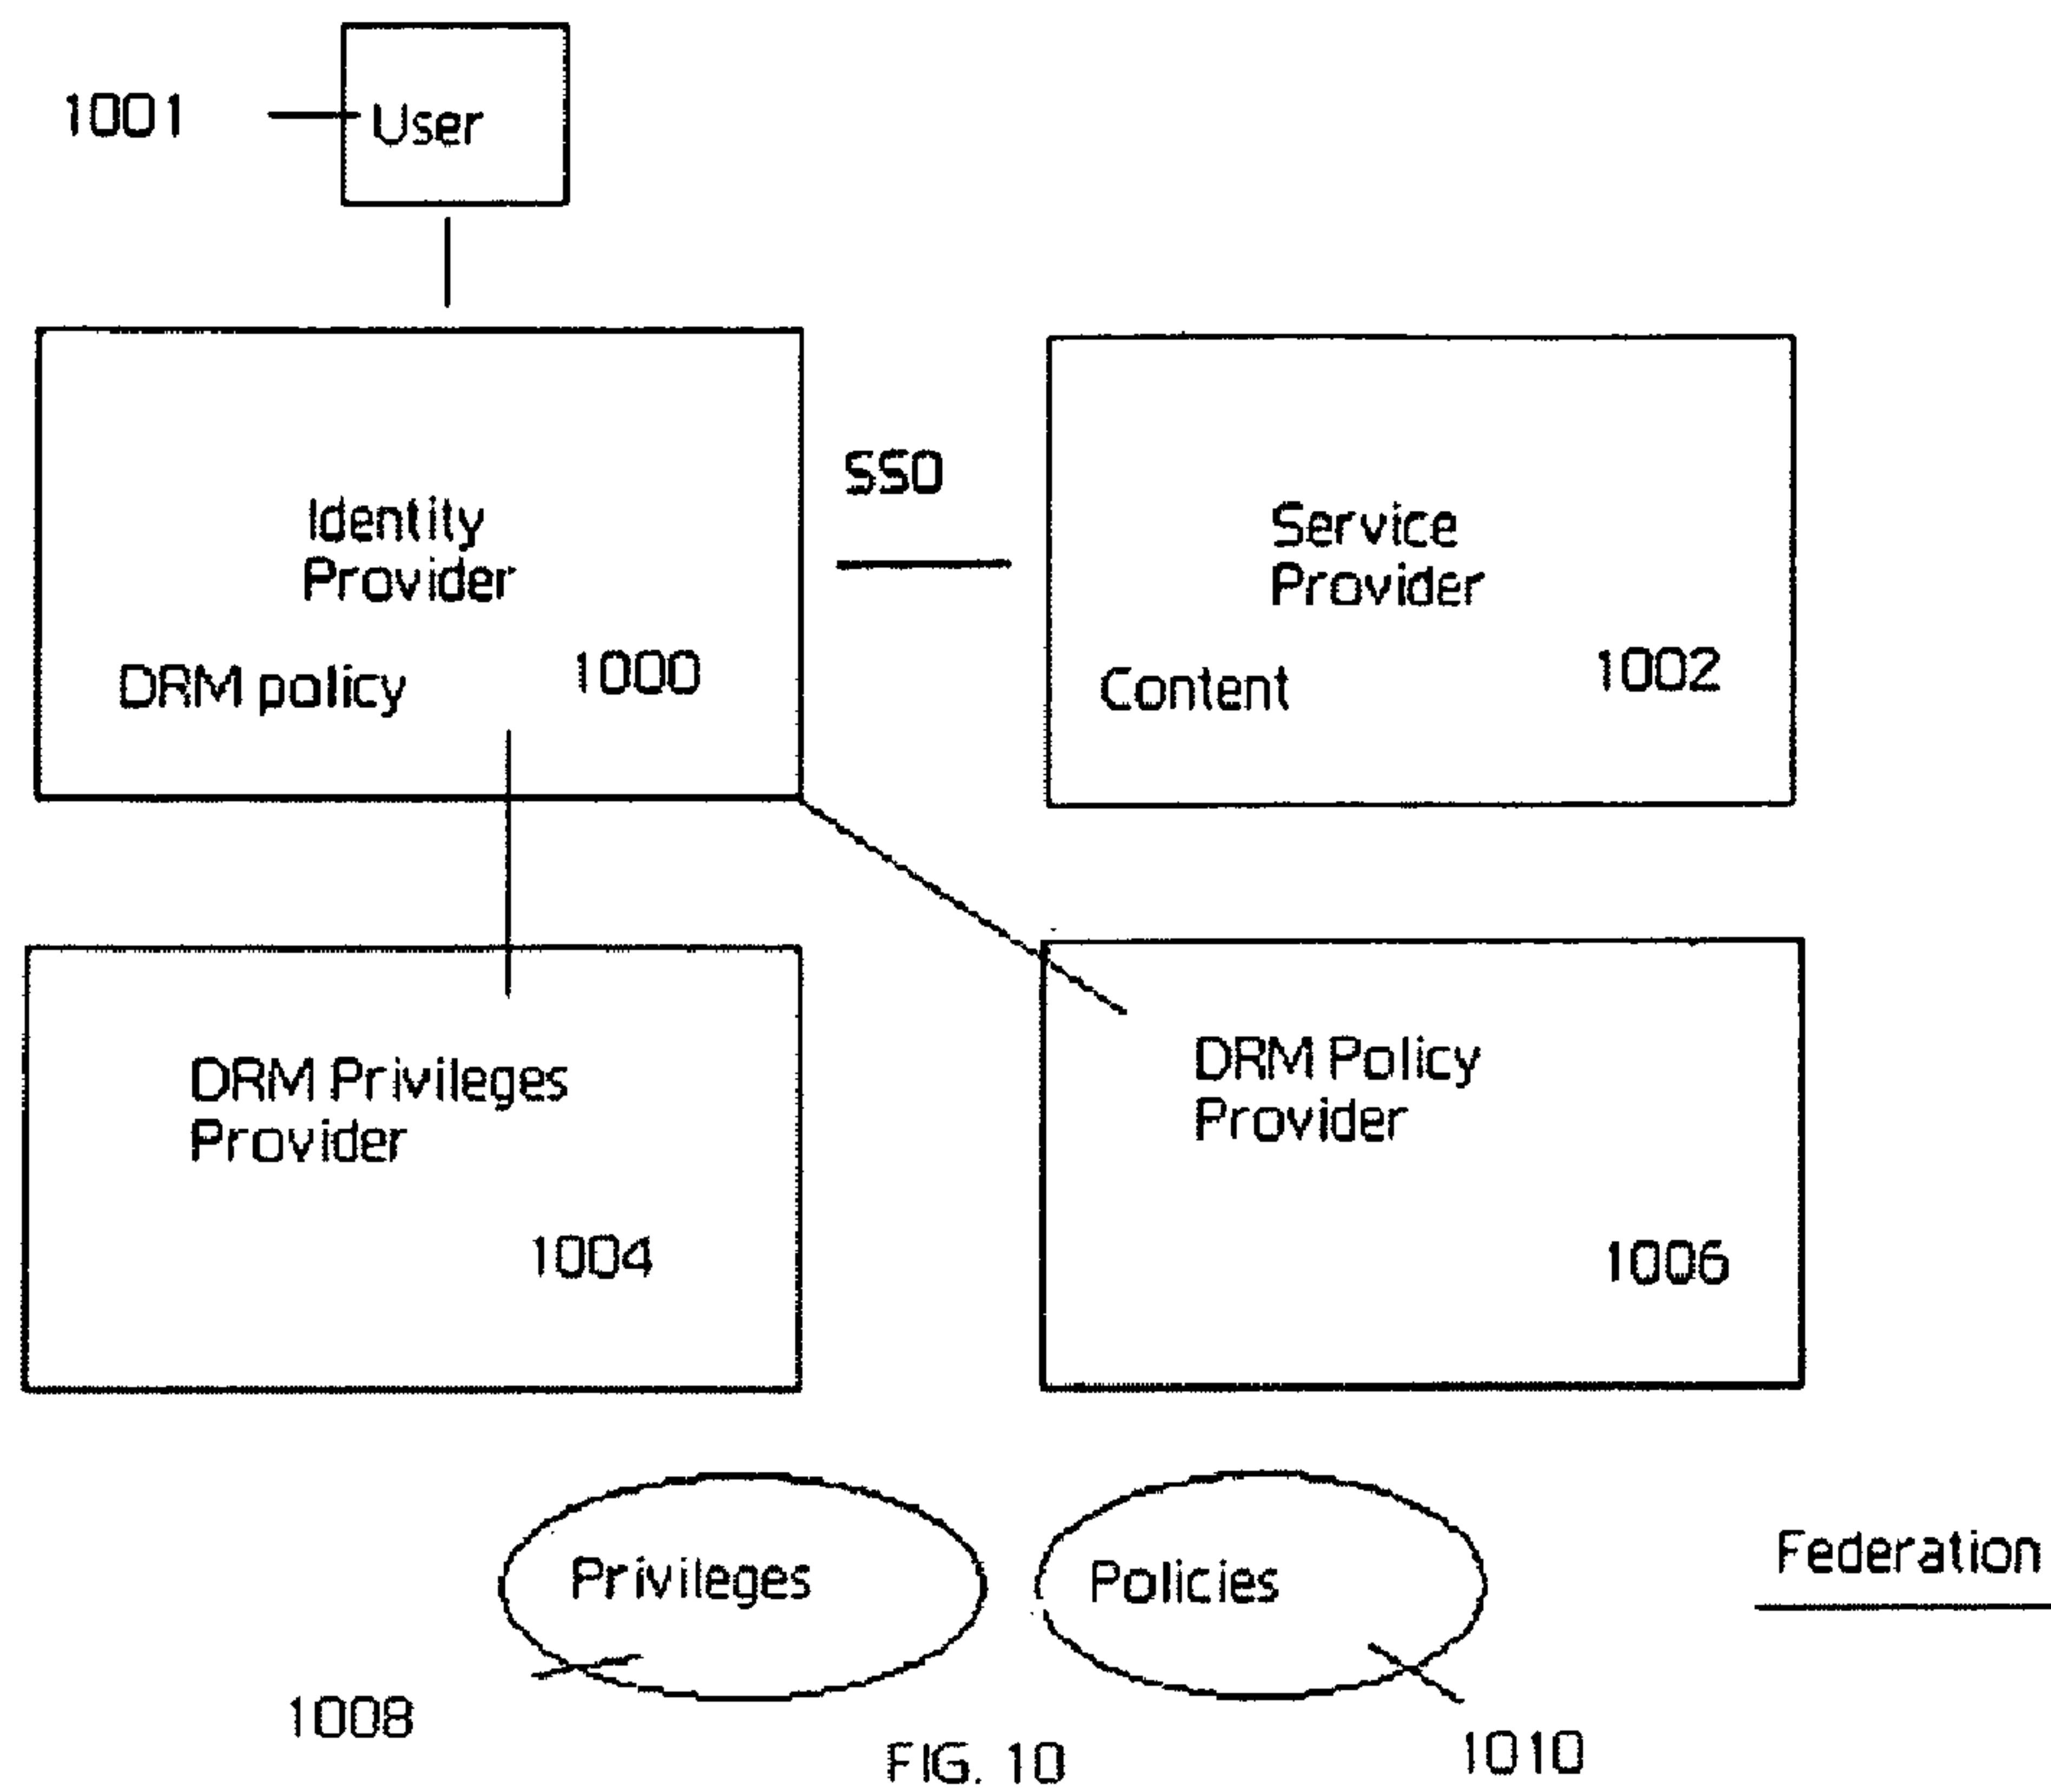 1001
User
SSO
Identity
Provider
DRM policy
1000
Service
Provider
Content
1002
DRM Privileges
Provider
1004
DRM Policy
Provider
1006
Privileges
Policies
Federation
1008
1010
FIG. 10